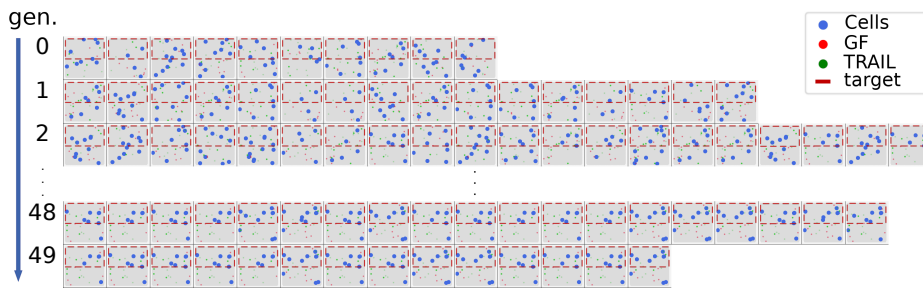 gen.
0
1
2
48
49
Cells
GF
TRAIL
target